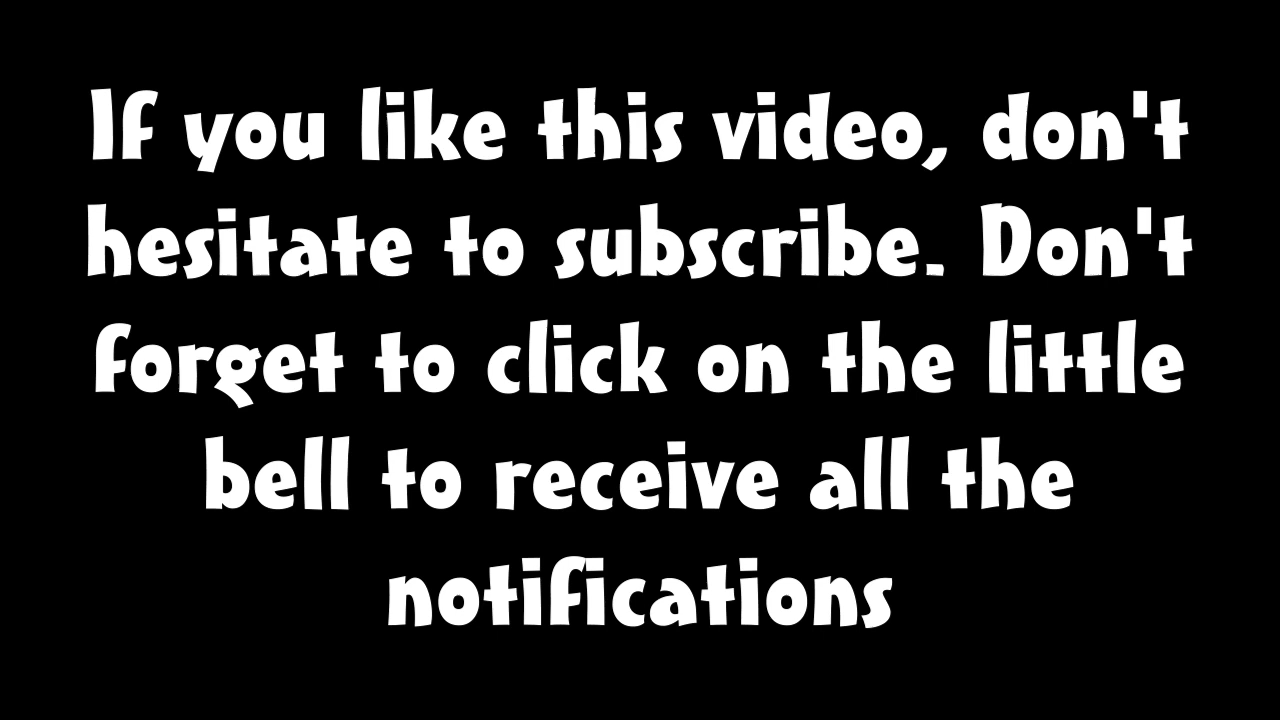 If you like this video, don't
hesitate to subscribe. Don't
forget to click on the little
bell to receive all the
notifications